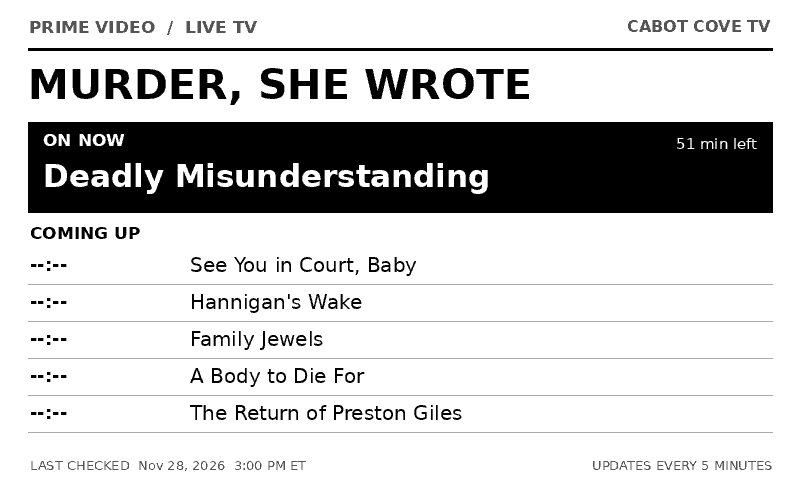 PRIME VIDEO / LIVE TV
CABOT COVE TV
MURDER, SHE WROTE
ON NOW
51 min left
Deadly Misunderstanding
COMING UP
--:-- See You in Court, Baby
--:-- Hannigan's Wake
--:-- Family Jewels
--:-- A Body to Die For
--:-- The Return of Preston Giles
LAST CHECKED Nov 28, 2026 3:00 PM ET
UPDATES EVERY 5 MINUTES